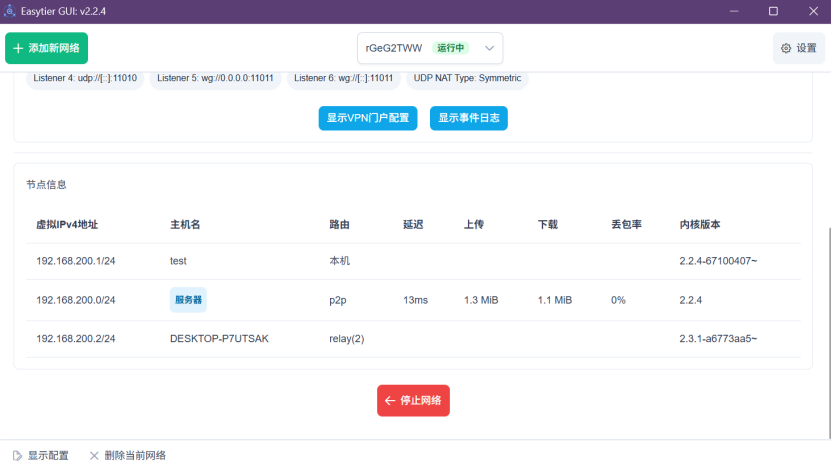 Easytier GUI: v2.2.4
添加新网络 rGeG2TWW 运行中 设置
Listener 4: udp://[::]:11010 Listener 5: wg://0.0.0.0:11011 Listener 6: wg://[::]:11011 UDP NAT Type: Symmetric
显示VPN门户配置 显示事件日志
节点信息
虚拟IPv4地址 主机名 路由 延迟 上传 下载 丢包率 内核版本
192.168.200.1/24 test 本机 2.2.4-67100407~
192.168.200.0/24 服务器 p2p 13ms 1.3 MiB 1.1 MiB 0% 2.2.4
192.168.200.2/24 DESKTOP-P7UTSAK relay(2) 2.3.1-a6773aa5~
停止网络
显示配置 删除当前网络